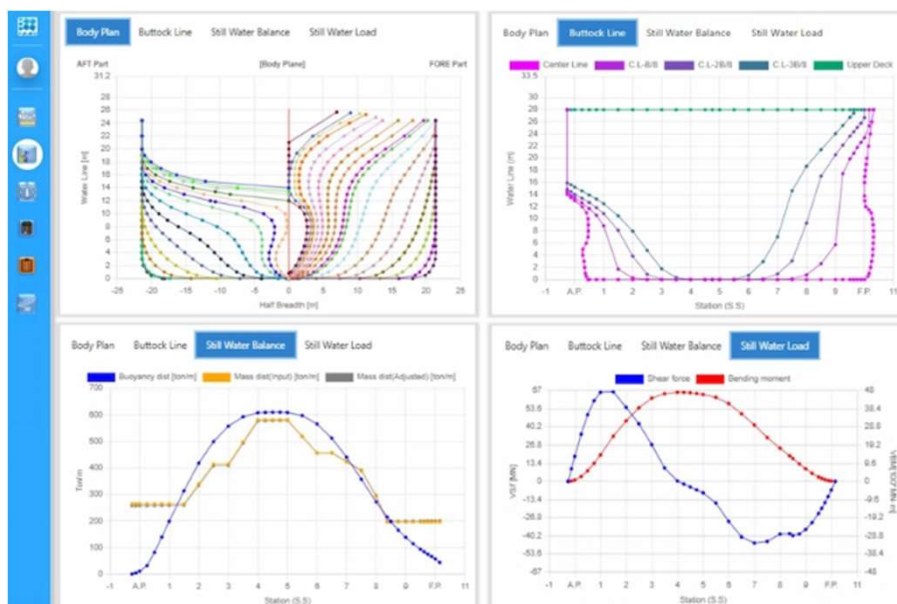 Body Plan Buttock Line Still Water Balance Still Water Load
AFT Part [Body Plane] FORE Part
31.2
28
24
20
16
12
8
4
0
Water Line [m]
-25 -20 -15 -10 -5 0 5 10 15 20 25
Half Breadth [m]
Body Plan Buttock Line Still Water Balance Still Water Load
Center Line C.L-B/8 C.L-2B/8 C.L-3B/8 Upper Deck
33.5
30
28
26
24
22
20
18
16
14
12
10
8
6
4
2
0
Water Line (m)
-1 A.P. 1 2 3 4 5 6 7 8 9 F.P. 11
Station (S.S)
Body Plan Buttock Line Still Water Balance Still Water Load
Buoyanny dist [ton/m] Mass dist(Input) [ton/m] Mass dist(Adjusted) [ton/m]
700
600
500
400
300
200
100
0
Ton/m
-1 A.P. 1 2 3 4 5 6 7 8 9 F.P. 11
Station (S.S)
Body Plan Buttock Line Still Water Balance Still Water Load
Shear force Bending moment
67
53.6
40.2
26.8
13.4
0
-13.4
-26.8
-40.2
-53.6
-67
VSF [MN]
48
38.4
28.8
19.2
9.6
0
-9.5
-19.2
-28.8
-38.4
-48
-1 A.P. 1 2 3 4 5 6 7 8 9 F.P. 11
Station (S.S)